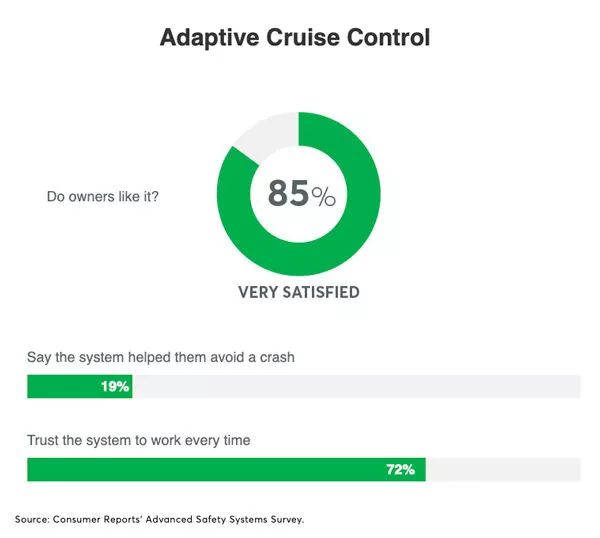 Adaptive Cruise Control
Do owners like it?
85%
VERY SATISFIED
Say the system helped them avoid a crash
19%
Trust the system to work every time
72%
Source: Consumer Reports’ Advanced Safety Systems Survey.